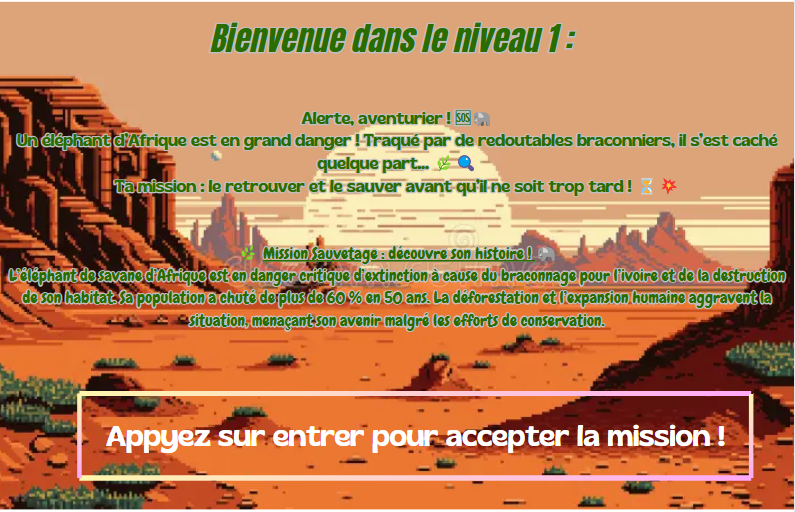 Bienvenue dans le niveau 1 :
Alerte, aventurier ! 🆘🐘
Un éléphant d'Afrique est en grand danger ! Traqué par de redoutables braconniers, il s'est caché
quelque part... 🌿 🔍
Ta mission : le retrouver et le sauver avant qu'il ne soit trop tard ! ⏳ 💥
🌿 Mission Sauvetage : découvre son histoire ! 🐘
L'éléphant de savane d'Afrique est en danger critique d'extinction à cause du braconnage pour l'ivoire et de la destruction
de son habitat. Sa population a chuté de plus de 60 % en 50 ans. La déforestation et l'expansion humaine aggravent la
situation, menaçant son avenir malgré les efforts de conservation.
Appyez sur entrer pour accepter la mission !